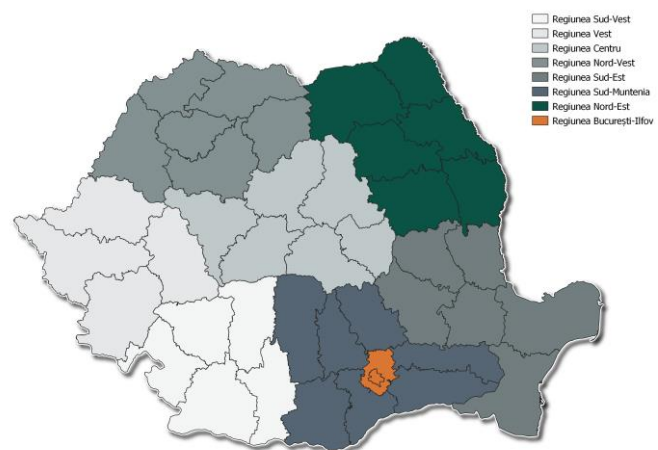 Regiunea Sud-Vest
Regiunea Vest
Regiunea Centru
Regiunea Nord-Vest
Regiunea Sud-Est
Regiunea Sud-Muntenia
Regiunea Nord-Est
Regiunea București-Ilfov